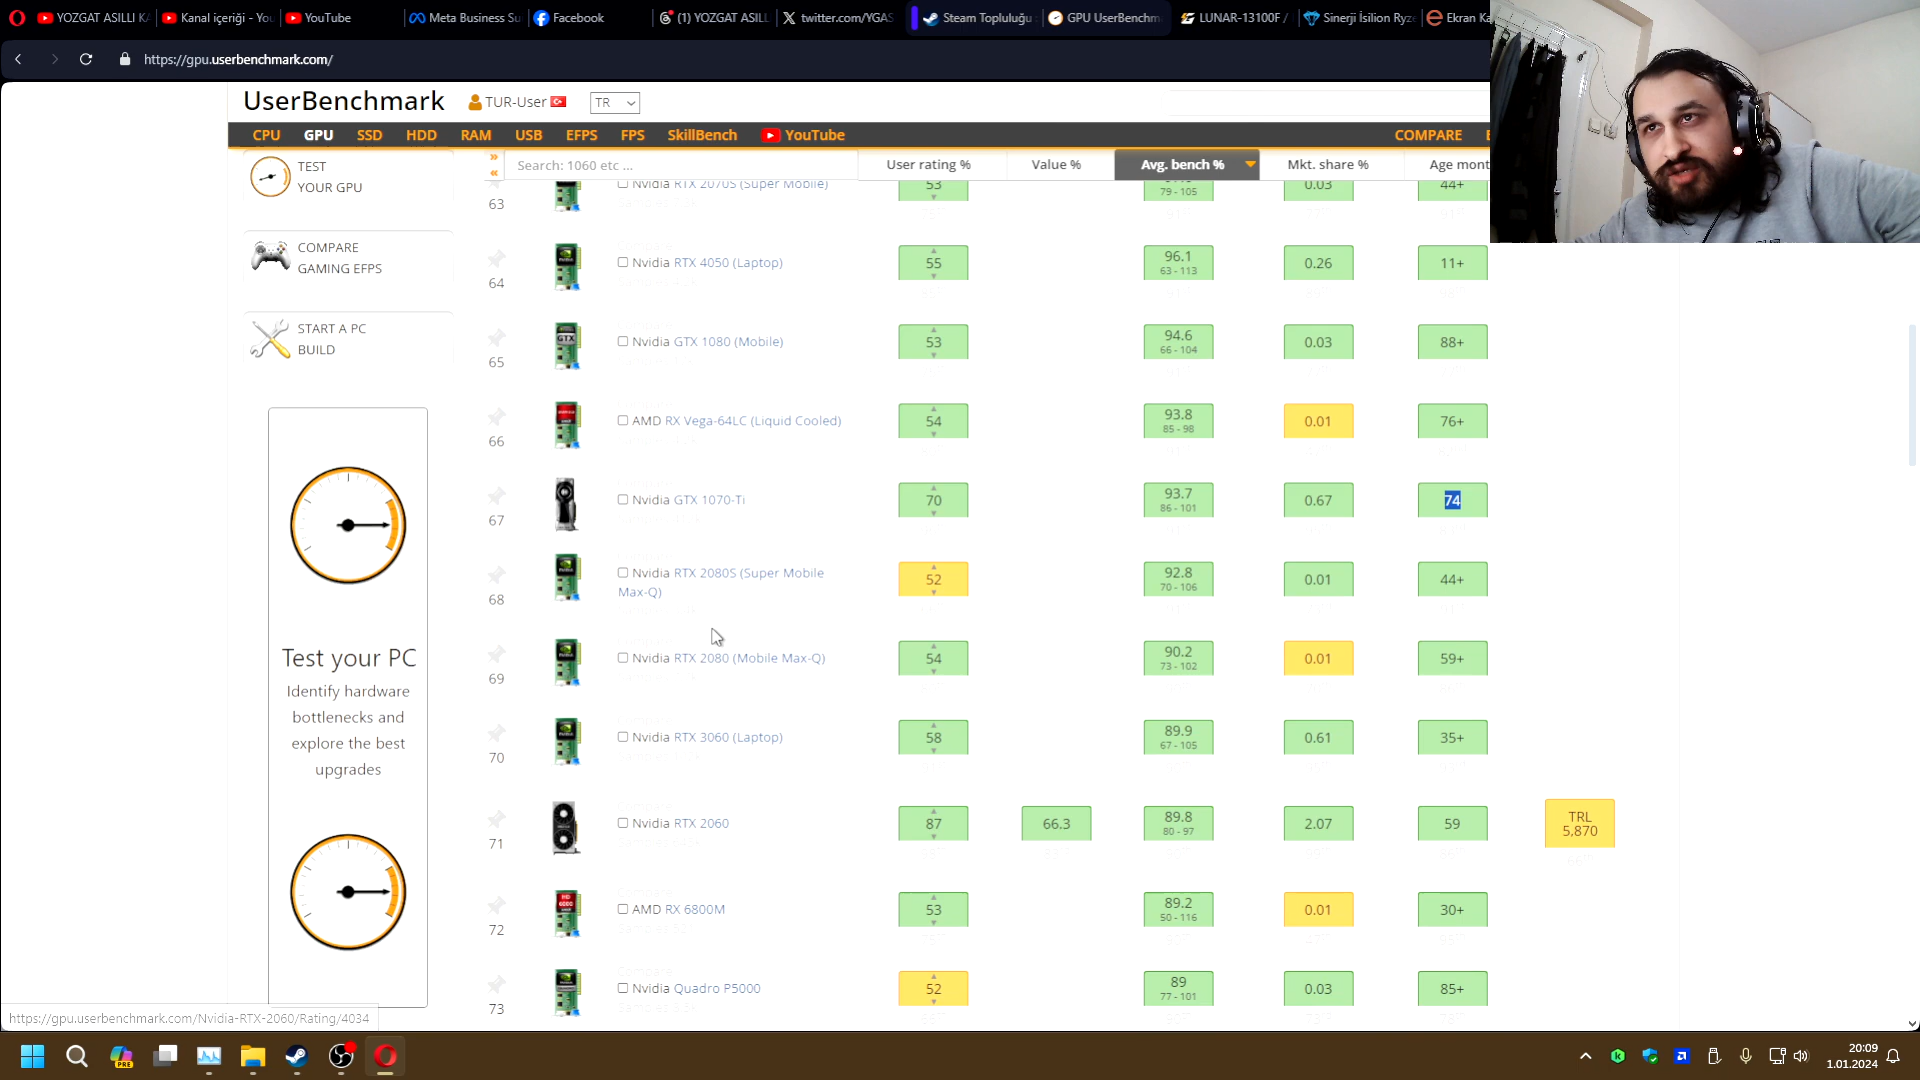 YOZGAT ASILLI KA
Kanal içeriği - You
YouTube
Meta Business Su
Facebook
(1) YOZGAT ASILL
twitter.com/YGAS
Steam Topluluğu
GPU UserBenchm
LUNAR-13100F /
Sinerji İsilion Ryze
Ekran Ka
https://gpu.userbenchmark.com/
UserBenchmark
TUR-User
TR
CPU GPU SSD HDD RAM USB EFPS FPS SkillBench YouTube COMPARE
TEST
YOUR GPU
COMPARE
GAMING EFPS
START A PC
BUILD
Test your PC
Identify hardware
bottlenecks and
explore the best
upgrades
Search: 1060 etc ...
User rating % Value % Avg. bench % Mkt. share % Age mont
63 Nvidia RTX 2070S (Super Mobile) 53 79 - 105 0.03 44+
64 Nvidia RTX 4050 (Laptop) 55 96.1 63 - 113 0.26 11+
65 Nvidia GTX 1080 (Mobile) 53 94.6 66 - 104 0.03 88+
66 AMD RX Vega-64LC (Liquid Cooled) 54 93.8 85 - 98 0.01 76+
67 Nvidia GTX 1070-Ti 70 93.7 86 - 101 0.67 74
68 Nvidia RTX 2080S (Super Mobile
Max-Q) 52 92.8 70 - 106 0.01 44+
69 Nvidia RTX 2080 (Mobile Max-Q) 54 90.2 73 - 102 0.01 59+
70 Nvidia RTX 3060 (Laptop) 58 89.9 67 - 105 0.61 35+
71 Nvidia RTX 2060 87 66.3 89.8 80 - 97 2.07 59 TRL 5,870
72 AMD RX 6800M 53 89.2 50 - 116 0.01 30+
73 Nvidia Quadro P5000 52 89 77 - 101 0.03 85+
https://gpu.userbenchmark.com/Nvidia-RTX-2060/Rating/4034
PRE
20:09
1.01.2024